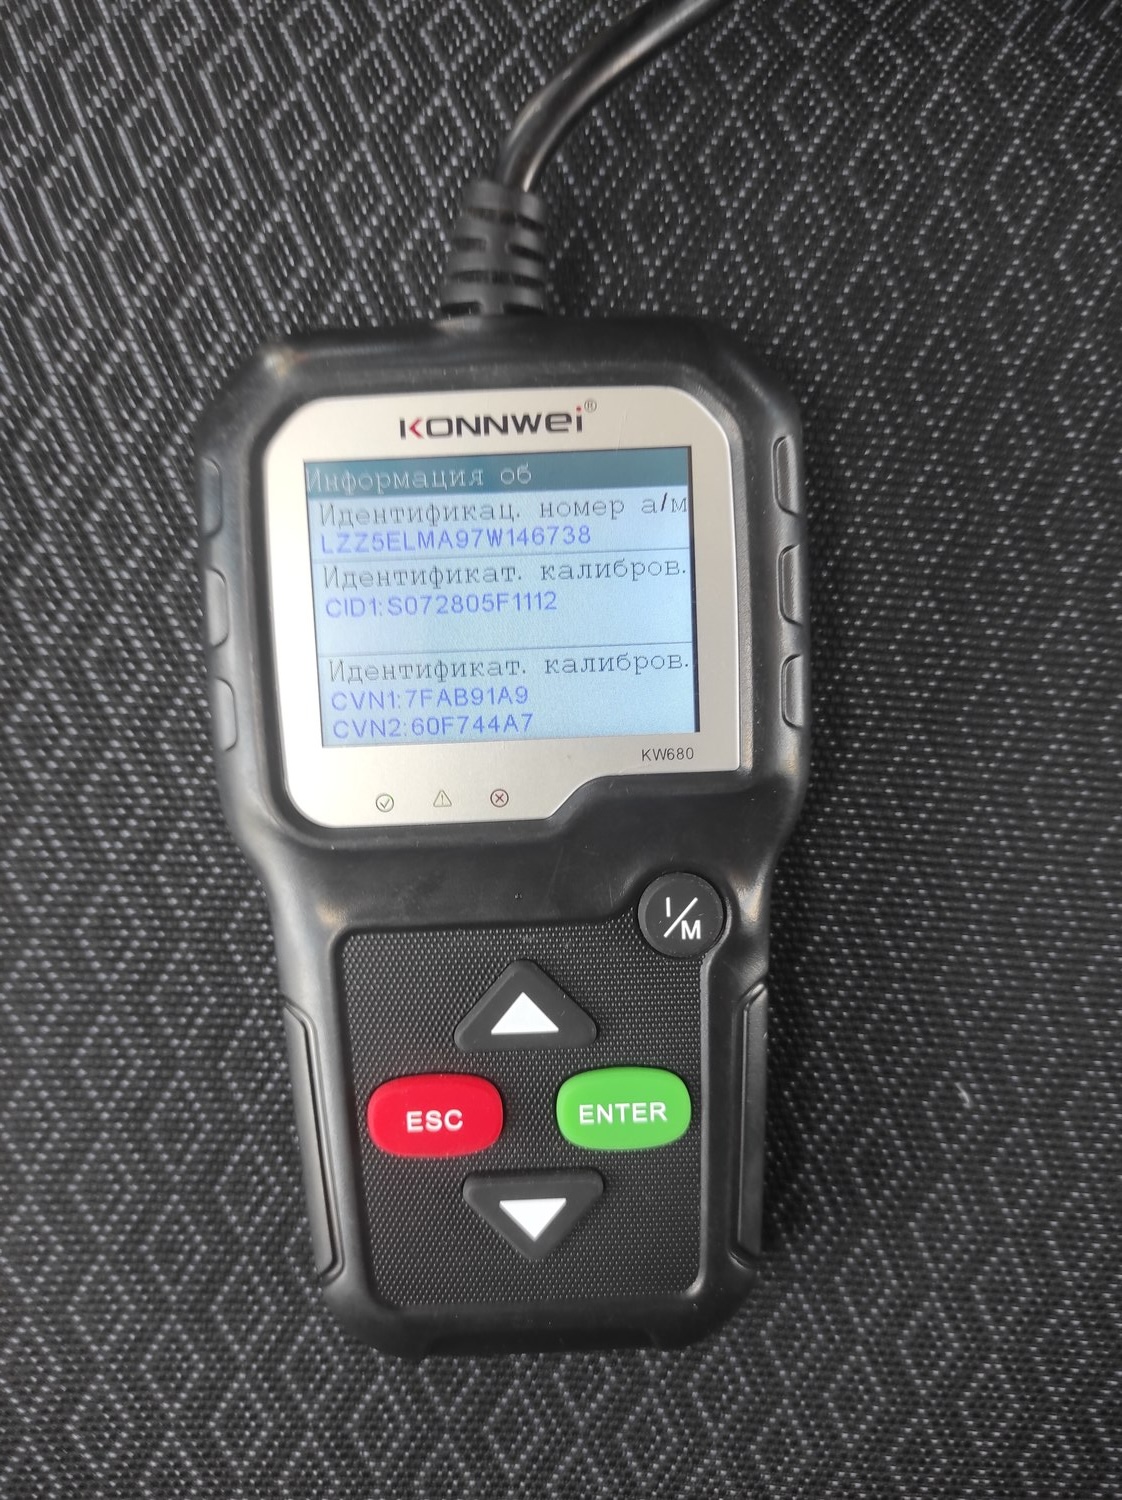 KONNWEI®
Информация об
Идентификац. номер а/м
LZZ5ELMA97W146738
Идентификат. калибров.
CID1:S072805F1112
Идентификат. калибров.
CVN1:7FAB91A9
CVN2:60F744A7
KW680
I/M
ESC
ENTER